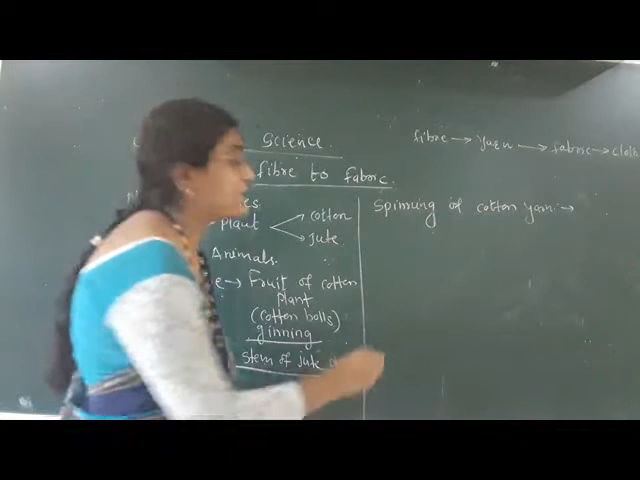 Science
fibre to fabric
Plant → cotton
→ jute
Animals
→ Fruit of cotton
plant
(cotton bolls)
ginning
stem of jute
fibre → yarn → fabric → cloth
Spinning of cotton yarn →